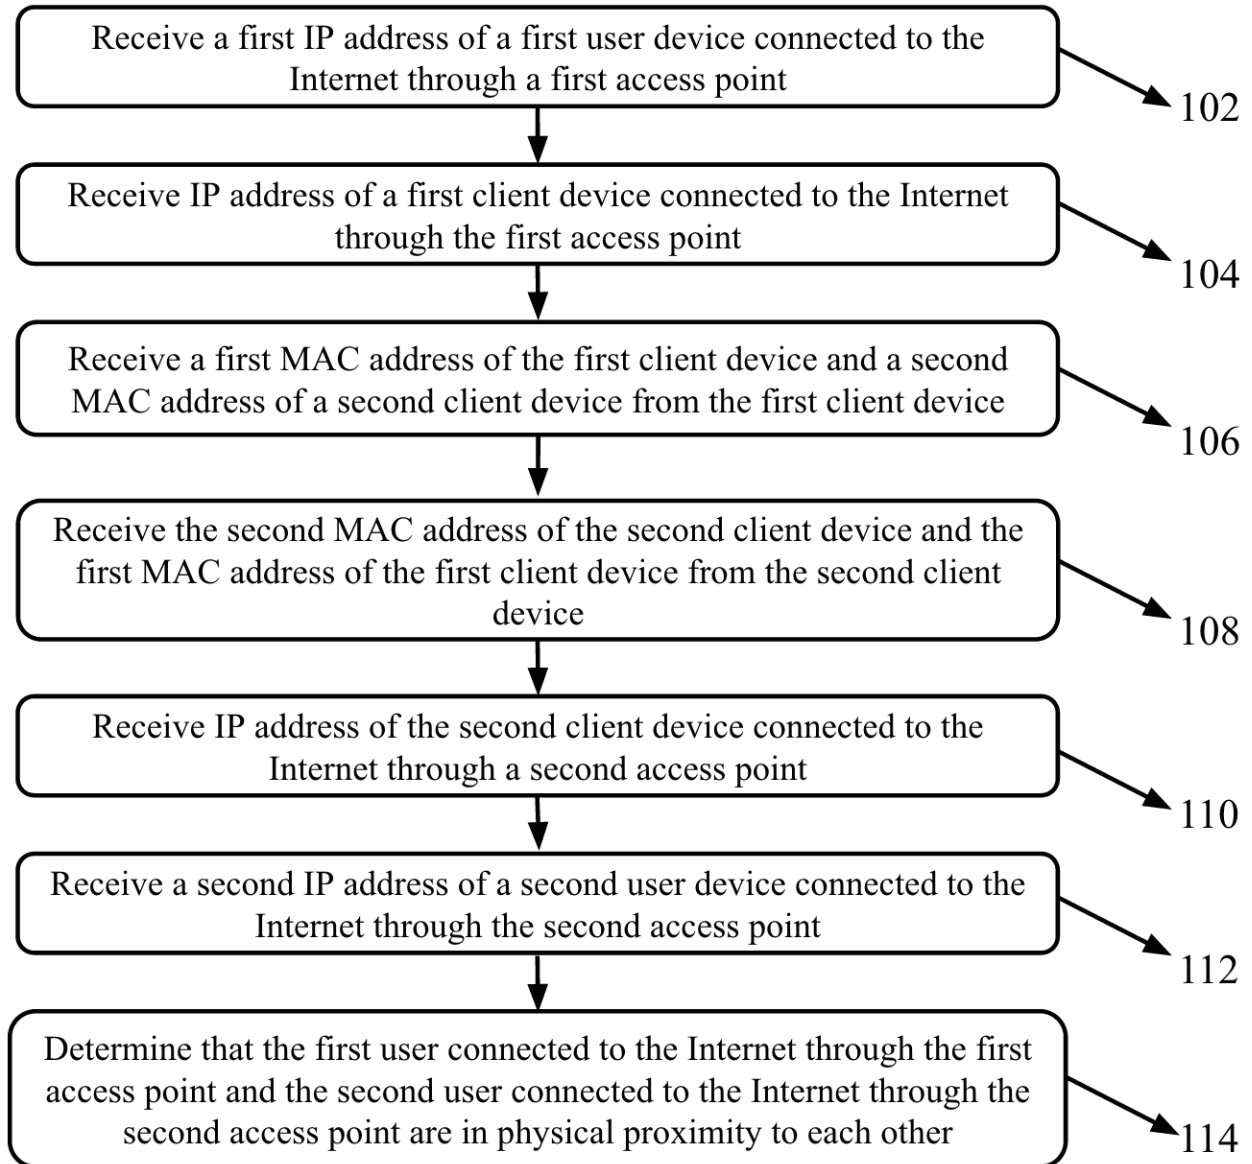 Receive a first IP address of a first user device connected to the
Internet through a first access point
102
Receive IP address of a first client device connected to the Internet
through the first access point
104
Receive a first MAC address of the first client device and a second
MAC address of a second client device from the first client device
106
Receive the second MAC address of the second client device and the
first MAC address of the first client device from the second client
device
108
Receive IP address of the second client device connected to the
Internet through a second access point
110
Receive a second IP address of a second user device connected to the
Internet through the second access point
112
Determine that the first user connected to the Internet through the first
access point and the second user connected to the Internet through the
second access point are in physical proximity to each other
114